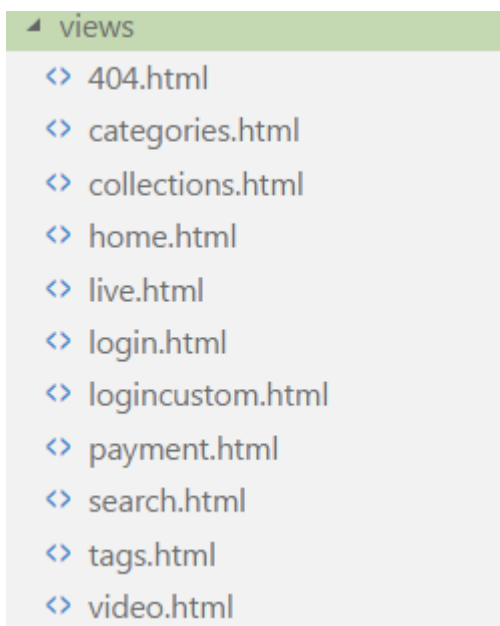 views
404.html
categories.html
collections.html
home.html
live.html
login.html
logincustom.html
payment.html
search.html
tags.html
video.html